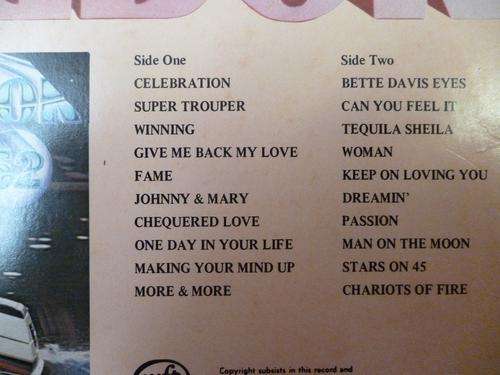 Side One
CELEBRATION
SUPER TROUPER
WINNING
GIVE ME BACK MY LOVE
FAME
JOHNNY & MARY
CHEQUERED LOVE
ONE DAY IN YOUR LIFE
MAKING YOUR MIND UP
MORE & MORE
Side Two
BETTE DAVIS EYES
CAN YOU FEEL IT
TEQUILA SHEILA
WOMAN
KEEP ON LOVING YOU
DREAMIN'
PASSION
MAN ON THE MOON
STARS ON 45
CHARIOTS OF FIRE
Copyright subsists in this record and